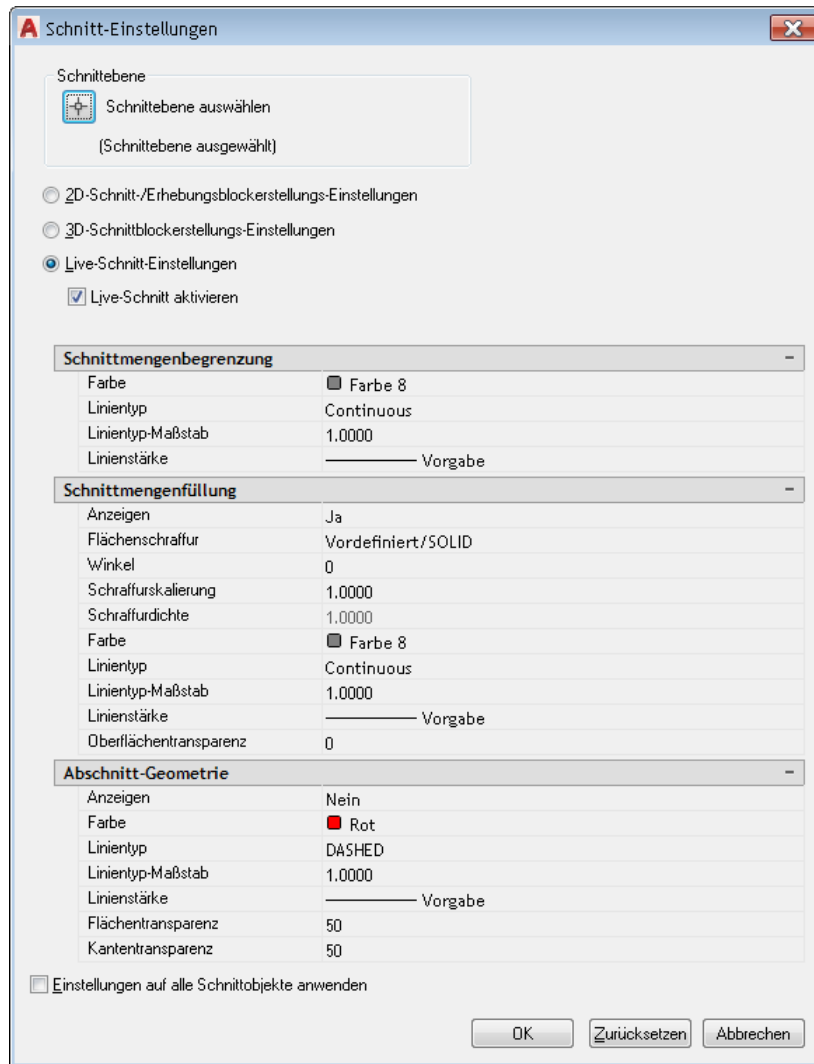 Schnitt-Einstellungen
Schnittebene
Schnittebene auswählen
(Schnittebene ausgewählt)
2D-Schnitt-/Erhebungsblockerstellungs-Einstellungen
3D-Schnittblockerstellungs-Einstellungen
Live-Schnitt-Einstellungen
Live-Schnitt aktivieren
Schnittmengenbegrenzung
Farbe Farbe 8
Linientyp Continuous
Linientyp-Maßstab 1.0000
Linienstärke Vorgabe
Schnittmengenfüllung
Anzeigen Ja
Flächenschraffur Vordefiniert/SOLID
Winkel 0
Schraffurskalierung 1.0000
Schraffurdichte 1.0000
Farbe Farbe 8
Linientyp Continuous
Linientyp-Maßstab 1.0000
Linienstärke Vorgabe
Oberflächentransparenz 0
Abschnitt-Geometrie
Anzeigen Nein
Farbe Rot
Linientyp DASHED
Linientyp-Maßstab 1.0000
Linienstärke Vorgabe
Flächentransparenz 50
Kantentransparenz 50
Einstellungen auf alle Schnittobjekte anwenden
OK Zurücksetzen Abbrechen